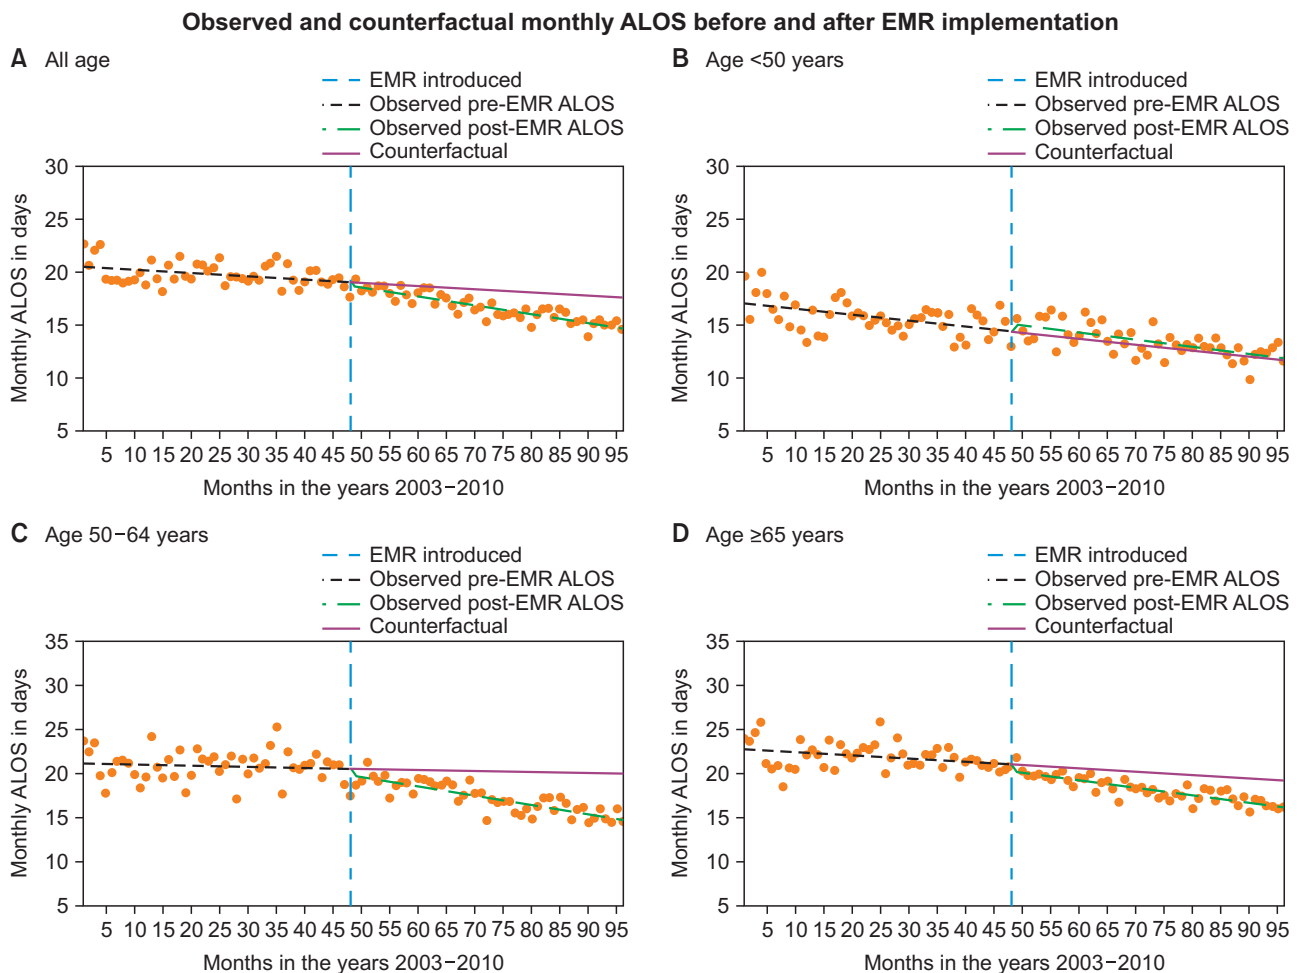 Observed and counterfactual monthly ALOS before and after EMR implementation
A All age
EMR introduced
Observed pre-EMR ALOS
Observed post-EMR ALOS
Counterfactual
Monthly ALOS in days
30
25
20
15
10
5
5 10 15 20 25 30 35 40 45 50 55 60 65 70 75 80 85 90 95
Months in the years 2003−2010
B Age <50 years
EMR introduced
Observed pre-EMR ALOS
Observed post-EMR ALOS
Counterfactual
Monthly ALOS in days
30
25
20
15
10
5
5 10 15 20 25 30 35 40 45 50 55 60 65 70 75 80 85 90 95
Months in the years 2003−2010
C Age 50−64 years
EMR introduced
Observed pre-EMR ALOS
Observed post-EMR ALOS
Counterfactual
Monthly ALOS in days
35
30
25
20
15
10
5
5 10 15 20 25 30 35 40 45 50 55 60 65 70 75 80 85 90 95
Months in the years 2003−2010
D Age ≥65 years
EMR introduced
Observed pre-EMR ALOS
Observed post-EMR ALOS
Counterfactual
Monthly ALOS in days
35
30
25
20
15
10
5
5 10 15 20 25 30 35 40 45 50 55 60 65 70 75 80 85 90 95
Months in the years 2003−2010